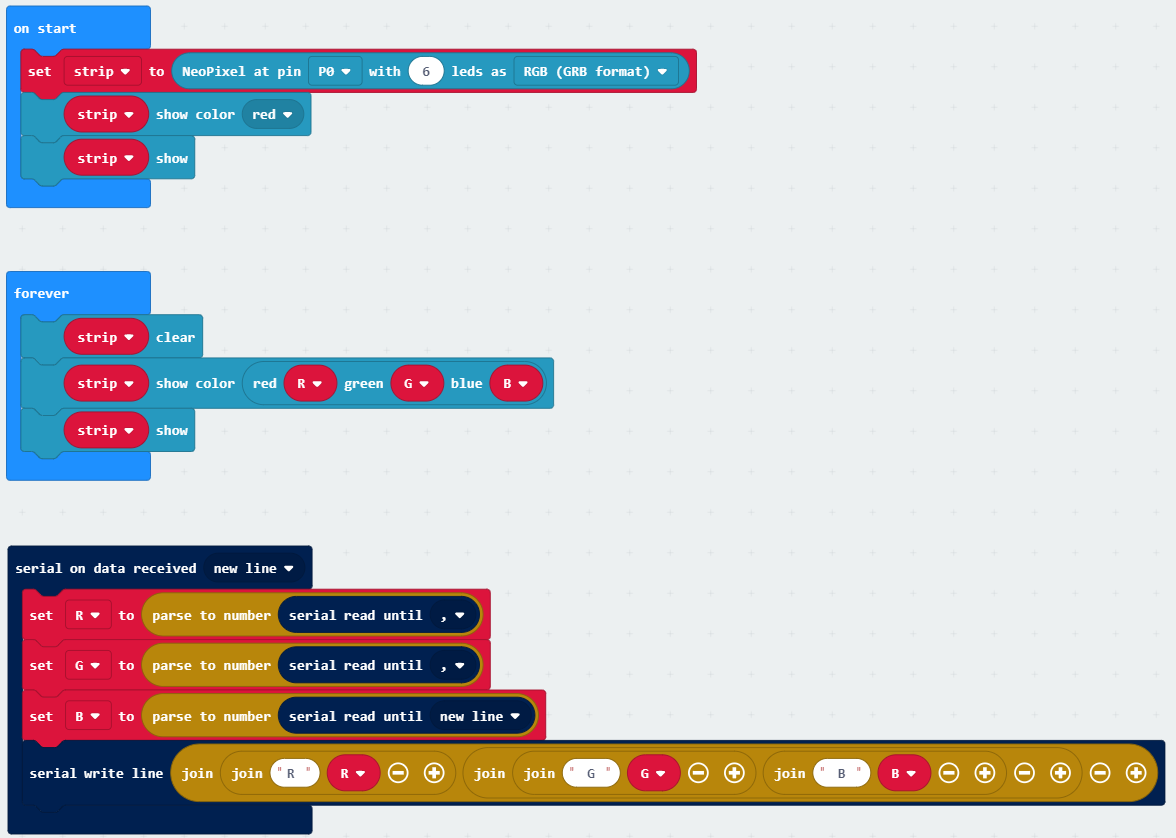 on start
set strip to NeoPixel at pin P0 with 6 leds as RGB (GRB format)
strip show color red
strip show
forever
strip clear
strip show color red R green G blue B
strip show
serial on data received new line
set R to parse to number serial read until ,
set G to parse to number serial read until ,
set B to parse to number serial read until new line
serial write line join join "R " R join join " G " G join " B " B